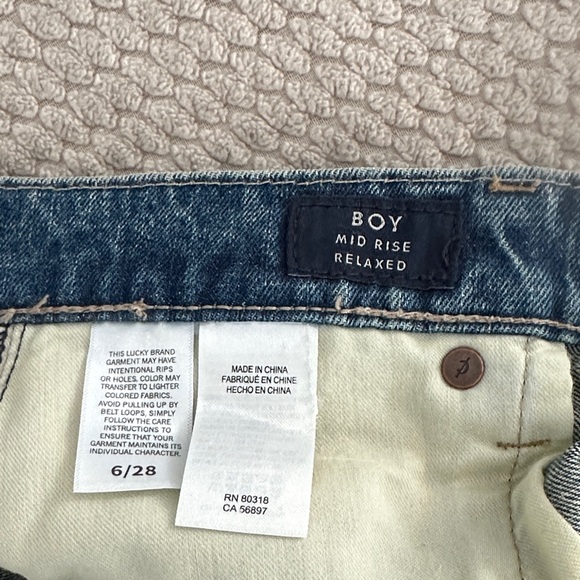 BOY
MID RISE
RELAXED
THIS LUCKY BRAND
GARMENT MAY HAVE
INTENTIONAL RIPS
OR HOLES. COLOR MAY
TRANSFER TO LIGHTER
COLORED FABRICS.
AVOID PULLING UP BY
BELT LOOPS, SIMPLY
FOLLOW THE CARE
INSTRUCTIONS TO
ENSURE THAT YOUR
GARMENT MAINTAINS ITS
INDIVIDUAL CHARACTER.
6/28
MADE IN CHINA
FABRIQUÉ EN CHINE
HECHO EN CHINA
RN 80318
CA 56897